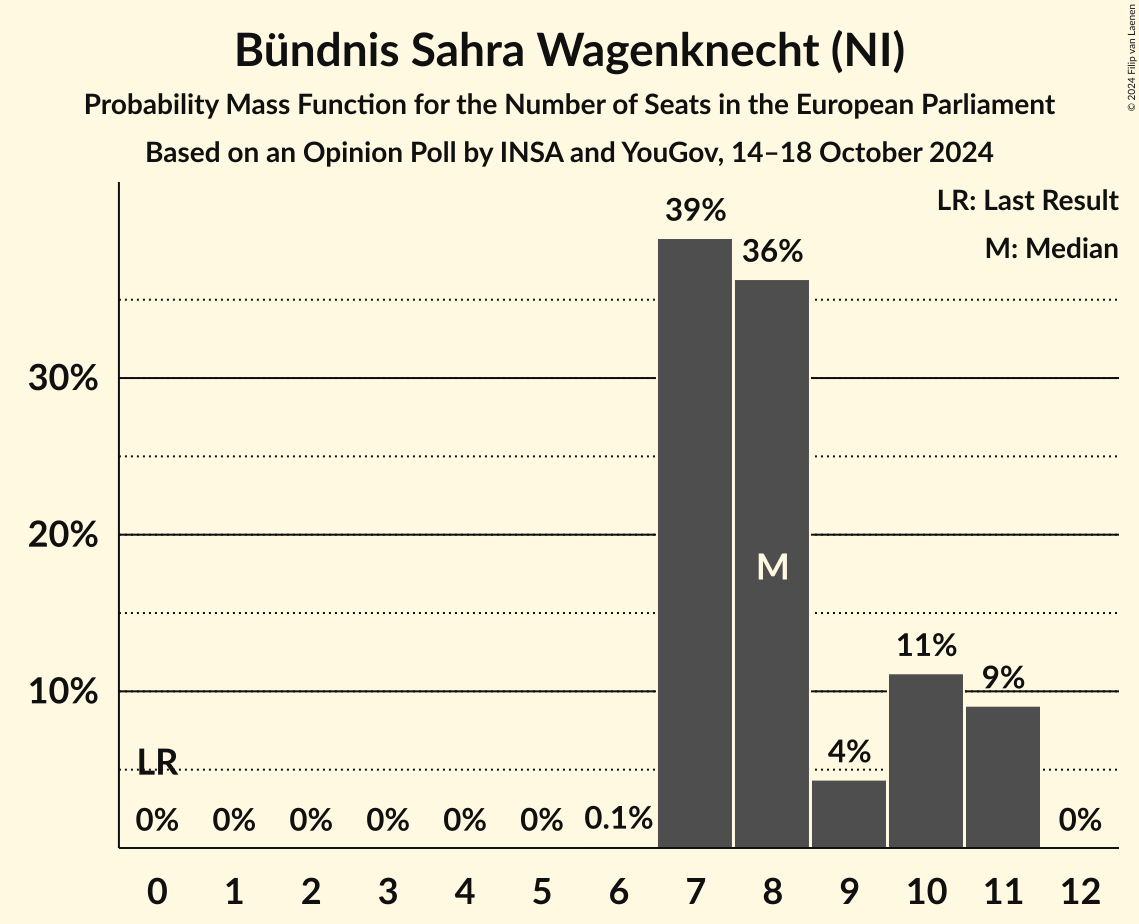 Bündnis Sahra Wagenknecht (NI)
Probability Mass Function for the Number of Seats in the European Parliament
Based on an Opinion Poll by INSA and YouGov, 14–18 October 2024
© 2024 Filip van Laenen
LR: Last Result
M: Median
39%
36%
30%
20%
M
11%
9%
10%
4%
LR
0% 0% 0% 0% 0% 0% 0.1% 0%
0 1 2 3 4 5 6 7 8 9 10 11 12